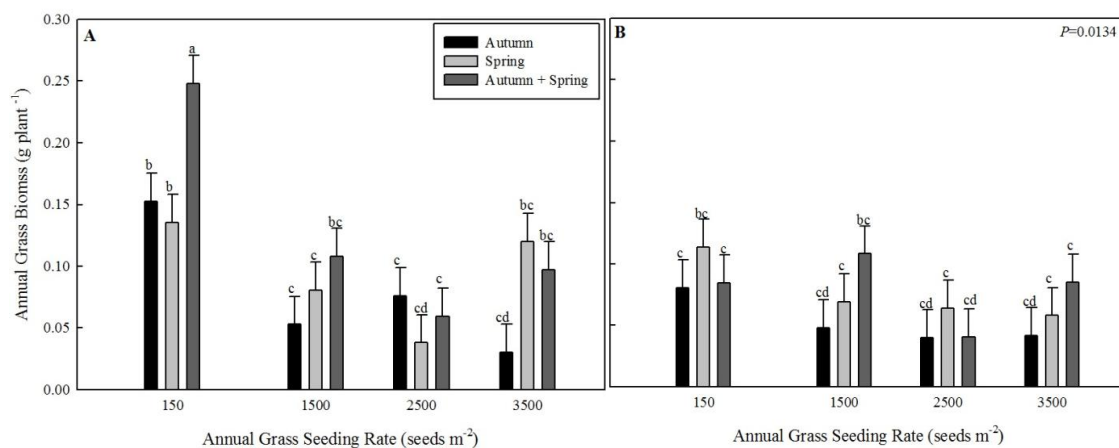 0.30
A
a
Autumn
Spring
Autumn + Spring
B
P=0.0134
0.25
0.20
b
b
0.15
bc
bc
bc
c
c
bc
c
bc
c
0.10
c
c
c
c
cd
cd
cd
c
cd
cd
cd
c
0.05
0.00
150
1500
2500
3500
150
1500
2500
3500
Annual Grass Biomss (g plant -1)
Annual Grass Seeding Rate (seeds m-2)
Annual Grass Seeding Rate (seeds m-2)